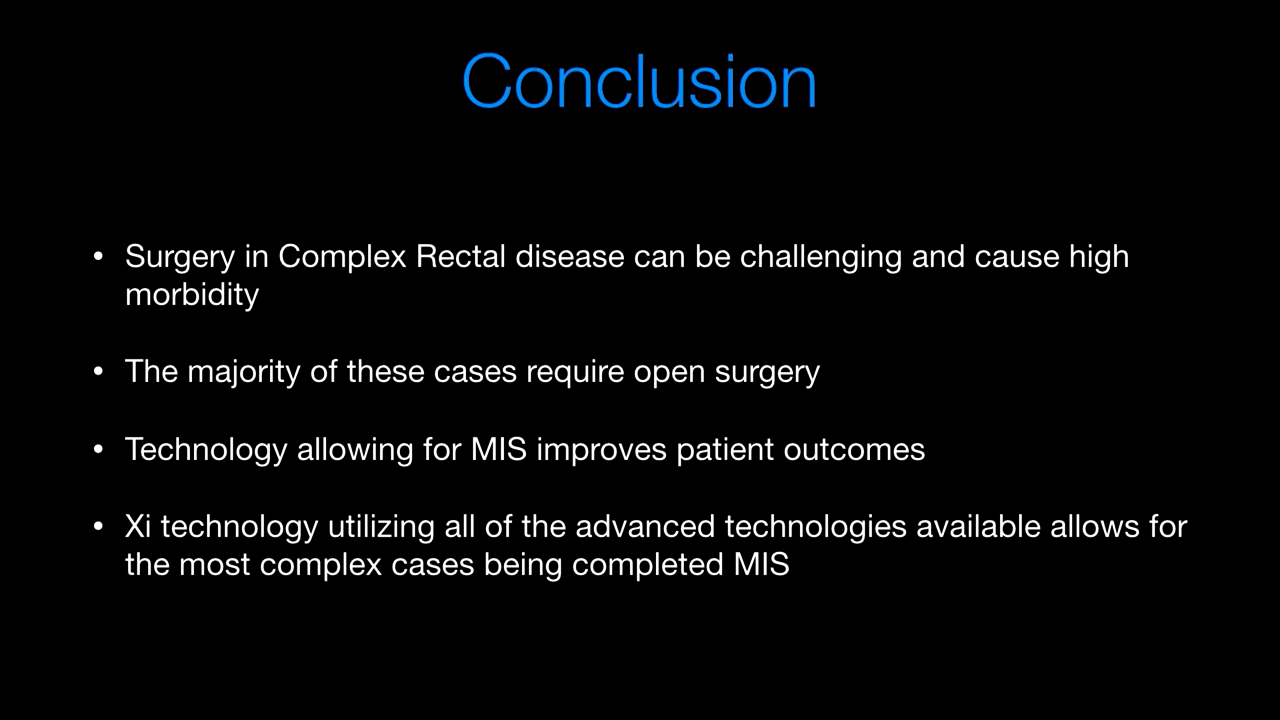 Conclusion
• Surgery in Complex Rectal disease can be challenging and cause high
morbidity
• The majority of these cases require open surgery
• Technology allowing for MIS improves patient outcomes
• Xi technology utilizing all of the advanced technologies available allows for
the most complex cases being completed MIS